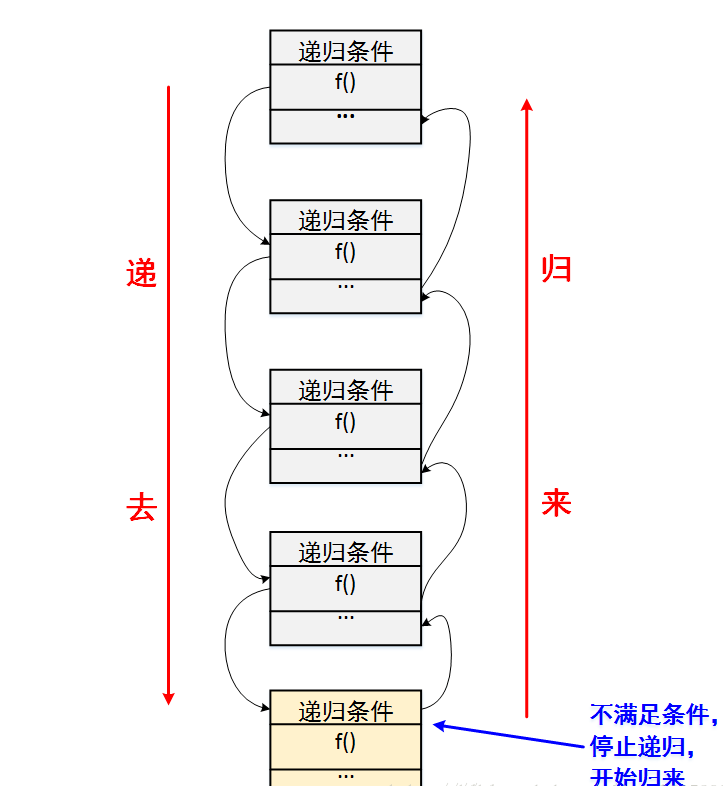 递归条件
f()
...
递归条件
f()
...
递
归
递归条件
f()
...
去
来
递归条件
f()
...
递归条件
f()
...
不满足条件,
停止递归,
开始归来